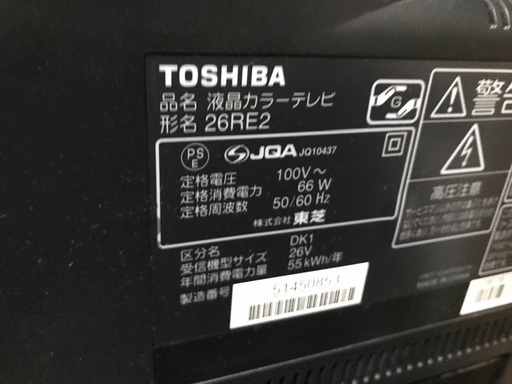 TOSHIBA
品名 液晶カラーテレビ
形名 26RE2
G
警告
PS
E
JQA JQ10437
定格電圧 100V～
定格消費電力 66 W
定格周波数 50/60 Hz
株式会社 東芝
高圧注意
区分名 DK1
受信機型サイズ 26V
年間消費電力量 55 kWh/年
製造番号 51450853